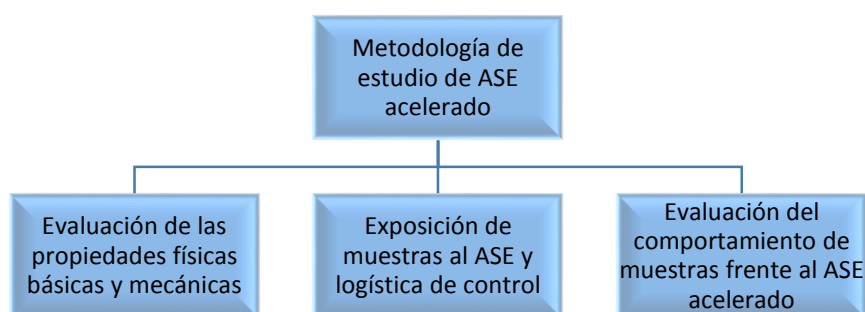 Metodología de
estudio de ASE
acelerado
Evaluación de las
propiedades físicas
básicas y mecánicas
Exposición de
muestras al ASE y
logística de control
Evaluación del
comportamiento de
muestras frente al ASE
acelerado